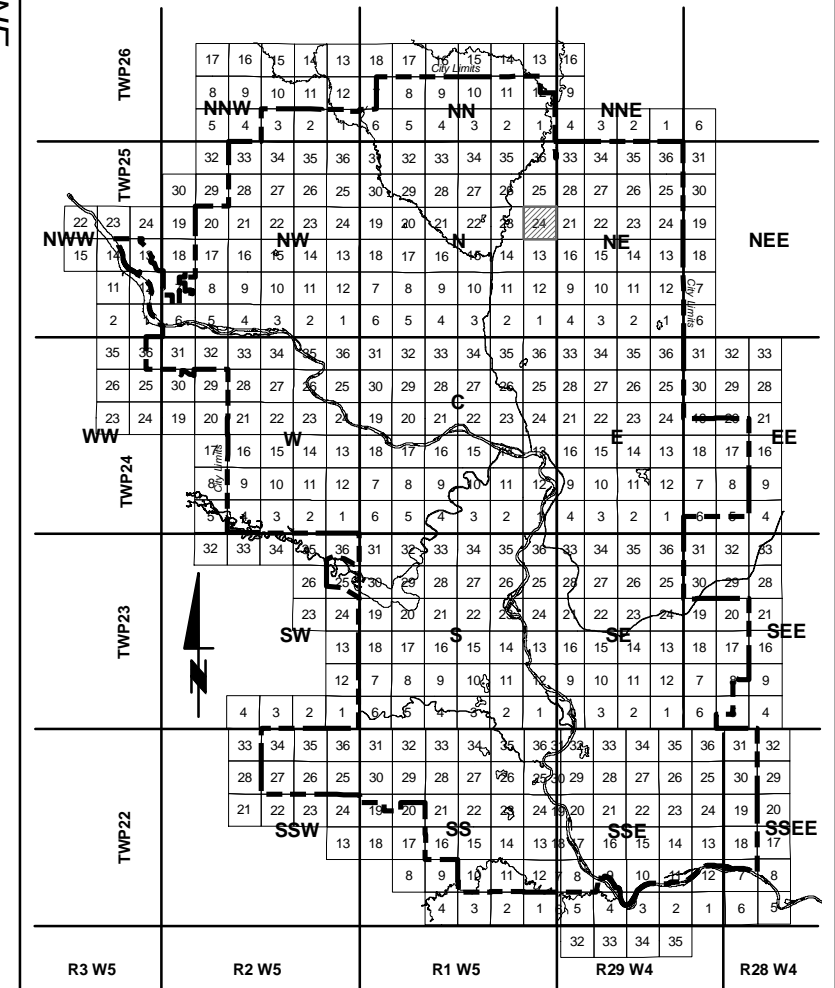 NE
17 16 15 14 13 18 17 16 15 14 13 16
City Limits
TWP26
8 9 10 11 12 8 9 10 11 12 9
NNW NN NNE
5 4 3 2 1 6 5 4 3 2 1 4 3 2 1 6
32 33 34 35 36 31 32 33 34 35 36 33 34 35 36 31
TWP25
30 29 28 27 26 25 30 29 28 27 26 25 28 27 26 25 30
22 23 24 19 20 21 22 23 24 19 20 21 22 23 24 21 22 23 24 19
NWW NW N NE NEE
15 14 13 18 17 16 15 14 13 18 17 16 15 14 13 16 15 14 13 18
11 8 9 10 11 12 7 8 9 10 11 12 9 10 11 12 7
City Limits
2 6 5 4 3 2 1 6 5 4 3 2 1 4 3 2 1 6
35 36 31 32 33 34 35 36 31 32 33 34 35 36 33 34 35 36 31 32 33
26 25 30 29 28 27 26 25 30 29 28 27 26 25 28 27 26 25 30 29 28
C
23 24 19 20 21 22 23 24 19 20 21 22 23 24 21 22 23 24 19 20 21
WW W E EE
17 16 15 14 13 18 17 16 15 14 13 16 15 14 13 18 17 16
City Limits
TWP24
8 9 10 11 12 7 8 9 10 11 12 9 10 11 12 7 8 9
5 4 3 2 1 6 5 4 3 2 1 4 3 2 1 6 5 4
32 33 34 35 36 31 32 33 34 35 36 33 34 35 36 31 32 33
26 25 30 29 28 27 26 25 28 27 26 25 30 29 28
TWP23
23 24 19 20 21 22 23 24 21 22 23 24 19 20 21
SW S SE SEE
13 18 17 16 15 14 13 16 15 14 13 18 17 16
N
12 7 8 9 10 11 12 9 10 11 12 7 8 9
4 3 2 1 6 5 4 3 2 1 4 3 2 1 6 4
33 34 35 36 31 32 33 34 35 36 31 32 33 34 35 36 31 32
28 27 26 25 30 29 28 27 26 25 30 29 28 27 26 25 30 29
21 22 23 24 19 20 21 22 23 24 19 20 21 22 23 24 19 20
TWP22
SSW SS SSE SSEE
13 18 17 16 15 14 13 18 17 16 15 14 13 18 17
8 9 10 11 12 7 8 9 10 11 12 7 8
4 3 2 1 5 4 3 2 1 6 5
32 33 34 35
R3 W5 R2 W5 R1 W5 R29 W4 R28 W4